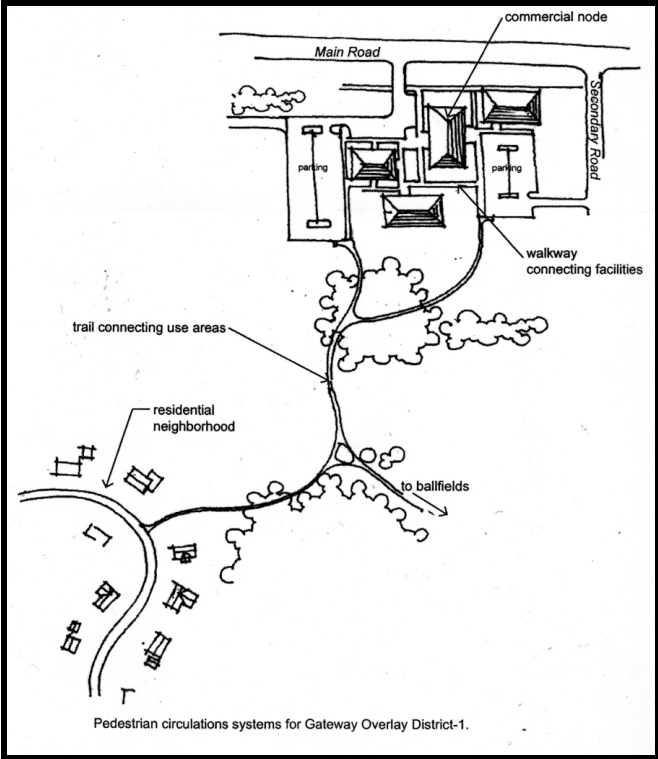 commercial node
Main Road
Secondary Road
parking
parking
walkway
connecting facilities
trail connecting use areas
residential
neighborhood
to ballfields
Pedestrian circulations systems for Gateway Overlay District-1.